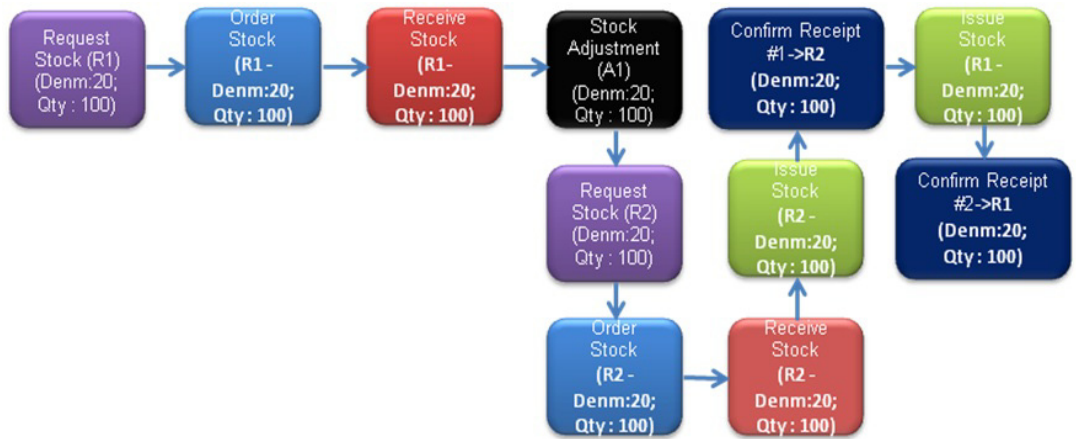 Request
Stock (R1)
(Denm:20;
Qty : 100)
Order
Stock
(R1 -
Denm:20;
Qty : 100)
Receive
Stock
(R1-
Denm:20;
Qty : 100)
Stock
Adjustment
(A1)
(Denm:20;
Qty : 100)
Request
Stock (R2)
(Denm:20;
Qty : 100)
Order
Stock
(R2 -
Denm:20;
Qty : 100)
Receive
Stock
(R2 -
Denm:20;
Qty : 100)
Issue
Stock
(R2 -
Denm:20;
Qty : 100)
Confirm Receipt
#1->R2
(Denm:20;
Qty : 100)
Issue
Stock
(R1 -
Denm:20;
Qty : 100)
Confirm Receipt
#2->R1
(Denm:20;
Qty : 100)